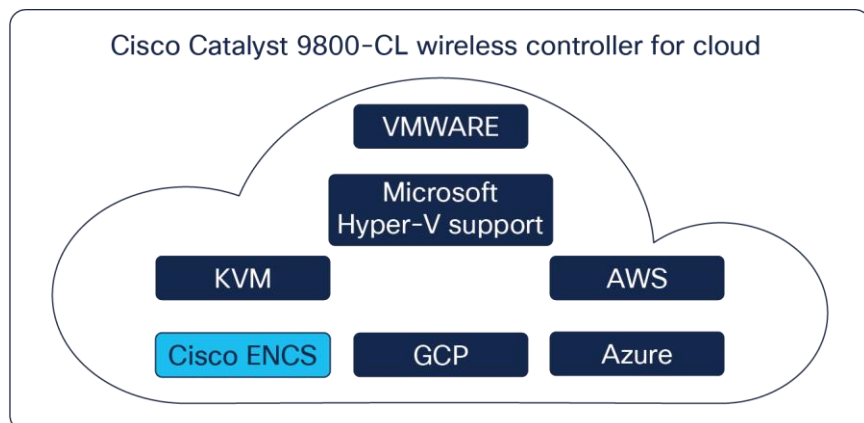 Cisco Catalyst 9800-CL wireless controller for cloud
VMWARE
Microsoft
Hyper-V support
KVM
AWS
Cisco ENCS
GCP
Azure